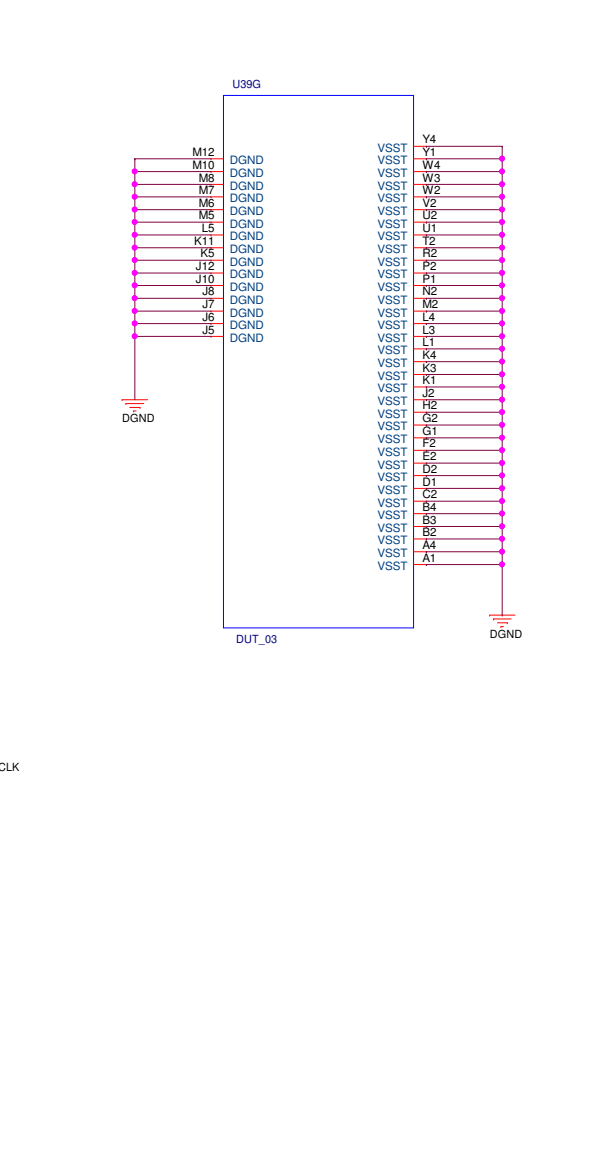 U39G
M12 DGND
M10 DGND
M8 DGND
M7 DGND
M6 DGND
M5 DGND
L5 DGND
K11 DGND
K5 DGND
J12 DGND
J10 DGND
J8 DGND
J7 DGND
J6 DGND
J5 DGND
DGND
VSST Y4
VSST Y1
VSST W4
VSST W3
VSST W2
VSST V2
VSST U2
VSST U1
VSST T2
VSST R2
VSST P2
VSST P1
VSST N2
VSST M2
VSST L4
VSST L3
VSST L1
VSST K4
VSST K3
VSST K1
VSST J2
VSST H2
VSST G2
VSST G1
VSST F2
VSST E2
VSST D2
VSST D1
VSST C2
VSST B4
VSST B3
VSST B2
VSST A4
VSST A1
DGND
DUT_03
CLK